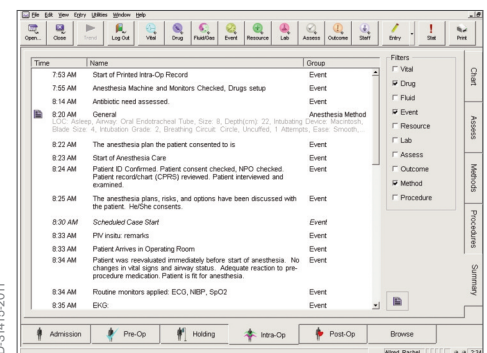 File Edit View Entry Utilities Window Help
Open... Close Trend Log Out Vital Drug Fluid/Gas Event Resource Lab Assess Outcome Staff Entry Stat Print
Time Name Group
7:53 AM Start of Printed Intra-Op Record Event
7:55 AM Anesthesia Machine and Monitors Checked, Drugs setup Event
8:14 AM Antibiotic need assessed. Event
8:20 AM General Anesthesia Method
LOC: Asleep, Airway: Oral Endotracheal Tube, Size: 8, Depth(cm): 22, Intubating Device: Macintosh,
Blade Size: 4, Intubation Grade: 2, Breathing Circuit: Circle, Uncuffed, 1 Attempts, Ease: Smooth,...
8:22 AM The anesthesia plan the patient consented to is Event
8:23 AM Start of Anesthesia Care Event
8:24 AM Patient ID Confirmed. Patient consent checked, NPO checked. Event
Patient record/chart (CPRS) reviewed. Patient interviewed and
examined.
8:25 AM The anesthesia plans, risks, and options have been discussed with Event
the patient. He/She consents.
8:30 AM Scheduled Case Start Event
8:33 AM PIV insitu: remarks Event
8:33 AM Patient Arrives in Operating Room Event
8:34 AM Patient was reevaluated immediately before start of anesthesia. No Event
changes in vital signs and airway status. Adequate reaction to pre-
procedure medication. Patient is fit for anesthesia.
8:34 AM Routine monitors applied: ECG, NIBP, SpO2 Event
8:35 AM EKG: Event
Filters
Vital
Drug
Fluid
Event
Resource
Lab
Assess
Outcome
Method
Procedure
Chart
Assess
Methods
Procedures
Summary
Admission Pre-Op Holding Intra-Op Post-Op Browse
Allred, Rachel 2:34
D-31415-2011